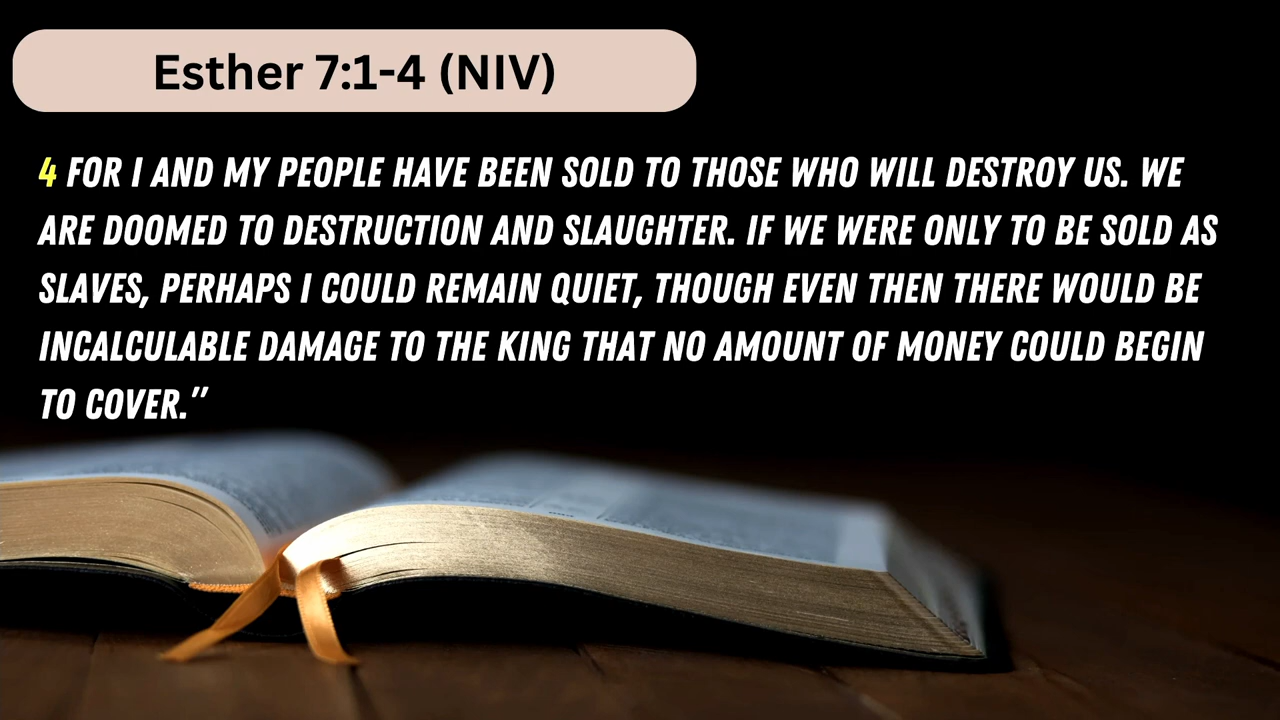 Esther 7:1-4 (NIV)
4 FOR I AND MY PEOPLE HAVE BEEN SOLD TO THOSE WHO WILL DESTROY US. WE
ARE DOOMED TO DESTRUCTION AND SLAUGHTER. IF WE WERE ONLY TO BE SOLD AS
SLAVES, PERHAPS I COULD REMAIN QUIET, THOUGH EVEN THEN THERE WOULD BE
INCALCULABLE DAMAGE TO THE KING THAT NO AMOUNT OF MONEY COULD BEGIN
TO COVER.”